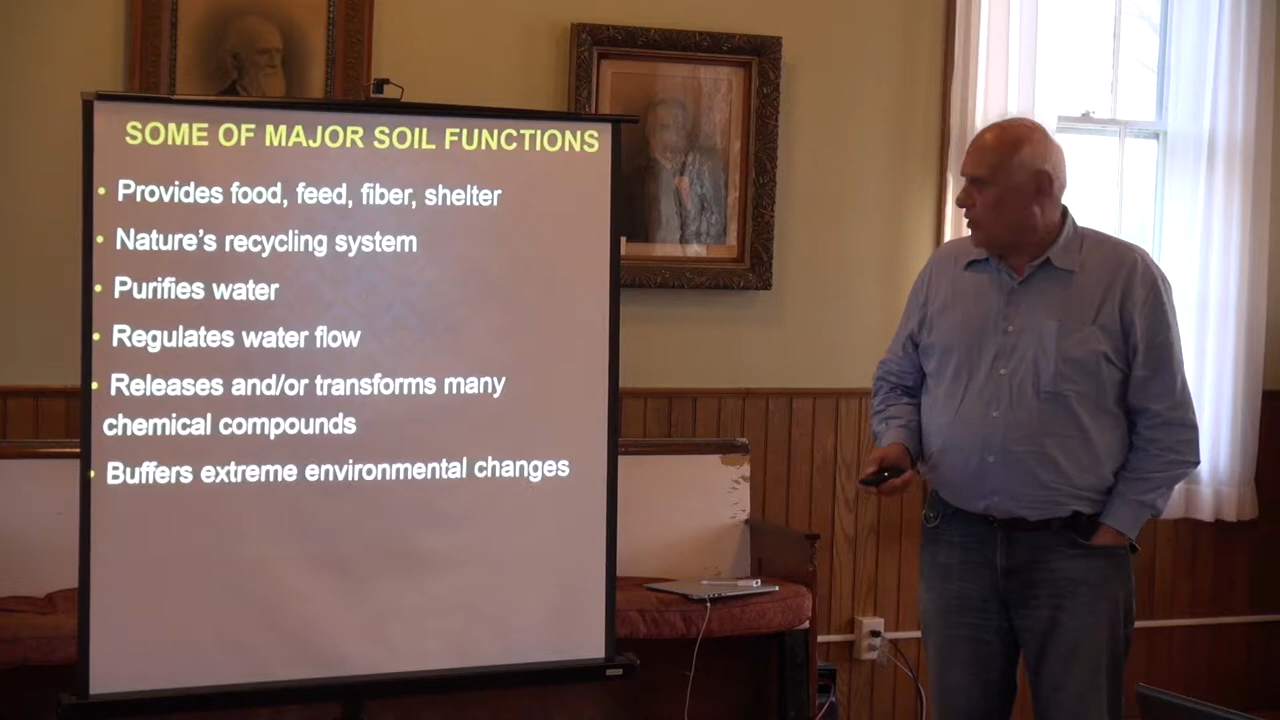 SOME OF MAJOR SOIL FUNCTIONS
• Provides food, feed, fiber, shelter
• Nature's recycling system
• Purifies water
• Regulates water flow
• Releases and/or transforms many
chemical compounds
• Buffers extreme environmental changes